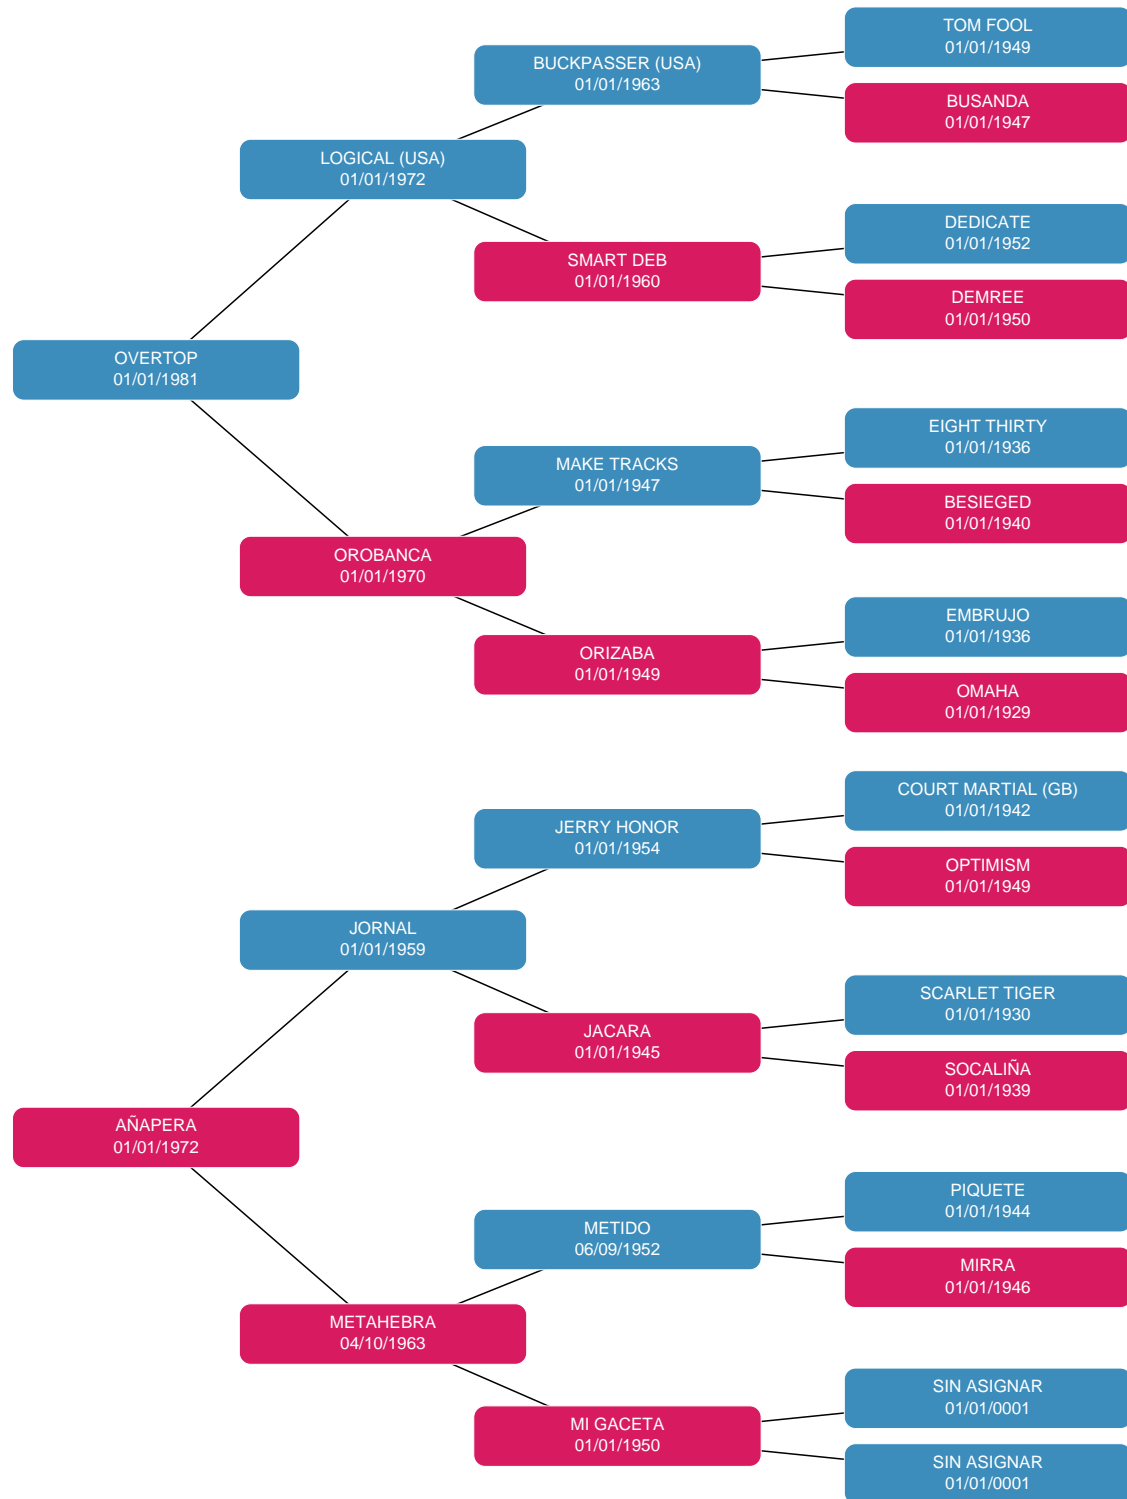 TOM FOOL
01/01/1949
BUCKPASSER (USA)
01/01/1963
BUSANDA
01/01/1947
LOGICAL (USA)
01/01/1972
DEDICATE
01/01/1952
SMART DEB
01/01/1960
DEMREE
01/01/1950
OVERTOP
01/01/1981
EIGHT THIRTY
01/01/1936
MAKE TRACKS
01/01/1947
BESIEGED
01/01/1940
OROBANCA
01/01/1970
EMBRUJO
01/01/1936
ORIZABA
01/01/1949
OMAHA
01/01/1929
COURT MARTIAL (GB)
01/01/1942
JERRY HONOR
01/01/1954
OPTIMISM
01/01/1949
JORNAL
01/01/1959
SCARLET TIGER
01/01/1930
JACARA
01/01/1945
SOCALIÑA
01/01/1939
AÑAPERA
01/01/1972
PIQUETE
01/01/1944
METIDO
06/09/1952
MIRRA
01/01/1946
METAHEBRA
04/10/1963
SIN ASIGNAR
01/01/0001
MI GACETA
01/01/1950
SIN ASIGNAR
01/01/0001